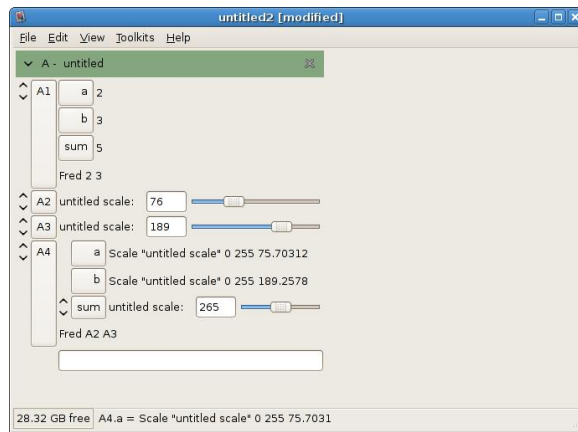 untitled2 [modified]
File Edit View Toolkits Help
A - untitled
A1 a 2
b 3
sum 5
Fred 2 3
A2 untitled scale: 76
A3 untitled scale: 189
A4 a Scale "untitled scale" 0 255 75.70312
b Scale "untitled scale" 0 255 189.2578
sum untitled scale: 265
Fred A2 A3
28.32 GB free A4.a = Scale "untitled scale" 0 255 75.7031